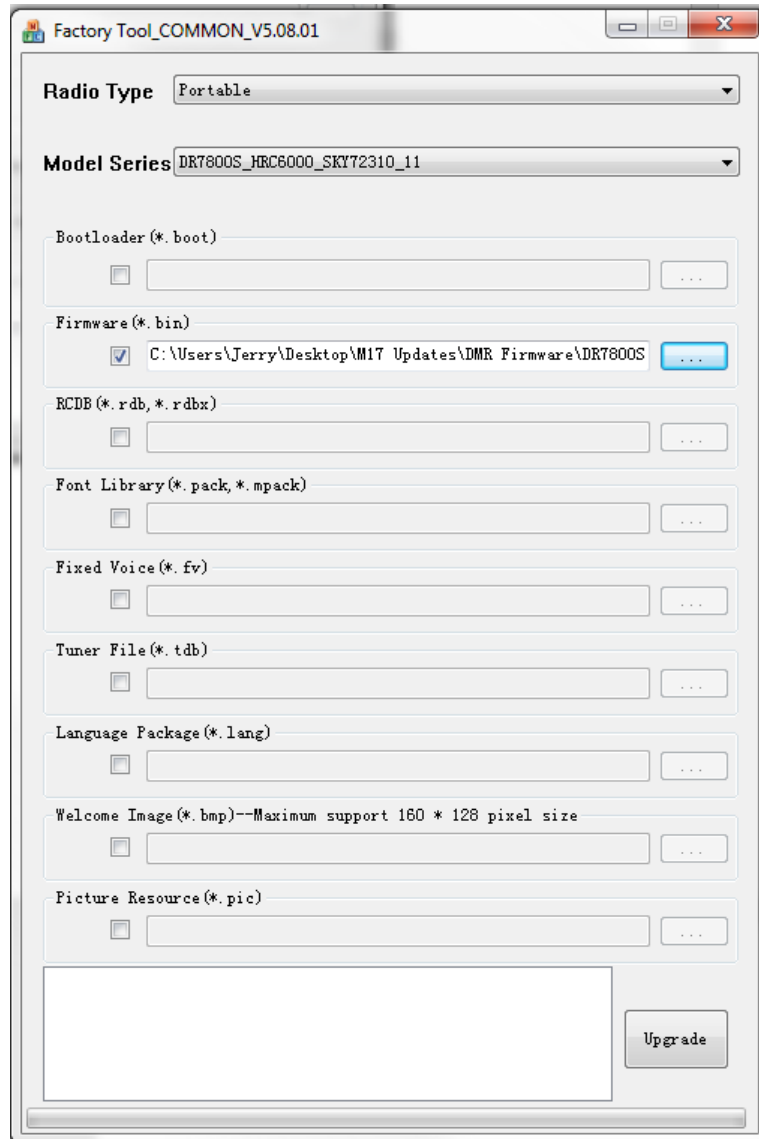 Factory Tool_COMMON_V5.08.01
Radio Type Portable
Model Series DR7800S_HRC6000_SKY72310_11
Bootloader(*.boot)
...
Firmware(*.bin)
C:\Users\Jerry\Desktop\M17 Updates\DMR Firmware\DR7800S ...
RCDB(*.rdb,*.rdbx)
...
Font Library(*.pack,*.mpack)
...
Fixed Voice(*.fv)
...
Tuner File(*.tdb)
...
Language Package(*.lang)
...
Welcome Image(*.bmp)--Maximum support 160 * 128 pixel size
...
Picture Resource(*.pic)
...
Upgrade